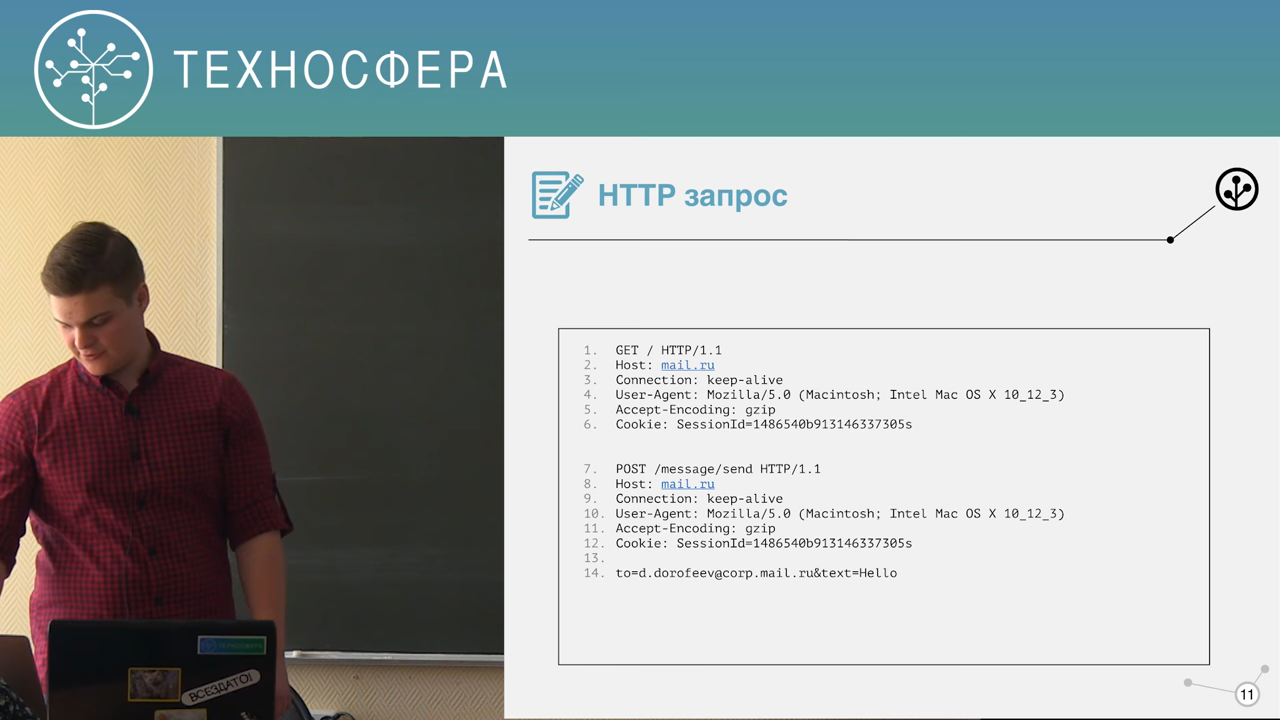 ТЕХНОСФЕРА
HTTP запрос
1. GET / HTTP/1.1
2. Host: mail.ru
3. Connection: keep-alive
4. User-Agent: Mozilla/5.0 (Macintosh; Intel Mac OS X 10_12_3)
5. Accept-Encoding: gzip
6. Cookie: SessionId=1486540b913146337305s
7. POST /message/send HTTP/1.1
8. Host: mail.ru
9. Connection: keep-alive
10. User-Agent: Mozilla/5.0 (Macintosh; Intel Mac OS X 10_12_3)
11. Accept-Encoding: gzip
12. Cookie: SessionId=1486540b913146337305s
13.
14. to=d.dorofeev@corp.mail.ru&text=Hello
ТЕХНОСФЕРА
ВСЕЗДАТО!
11